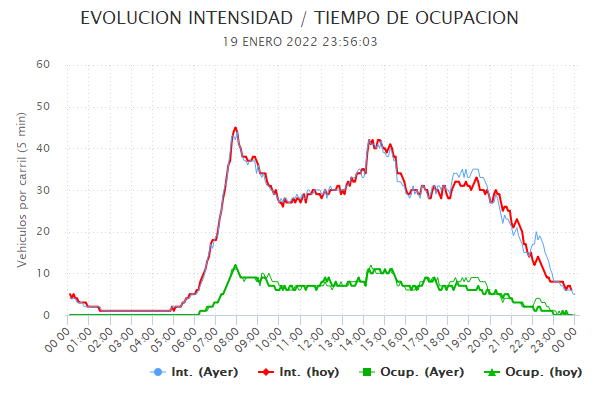 EVOLUCION INTENSIDAD / TIEMPO DE OCUPACION
19 ENERO 2022 23:56:03
Vehiculos por carril (5 min)
60
50
40
30
20
10
0
00:00 01:00 02:00 03:00 04:00 05:00 06:00 07:00 08:00 09:00 10:00 11:00 12:00 13:00 14:00 15:00 16:00 17:00 18:00 19:00 20:00 21:00 22:00 23:00 00:00
Int. (Ayer) Int. (hoy) Ocup. (Ayer) Ocup. (hoy)